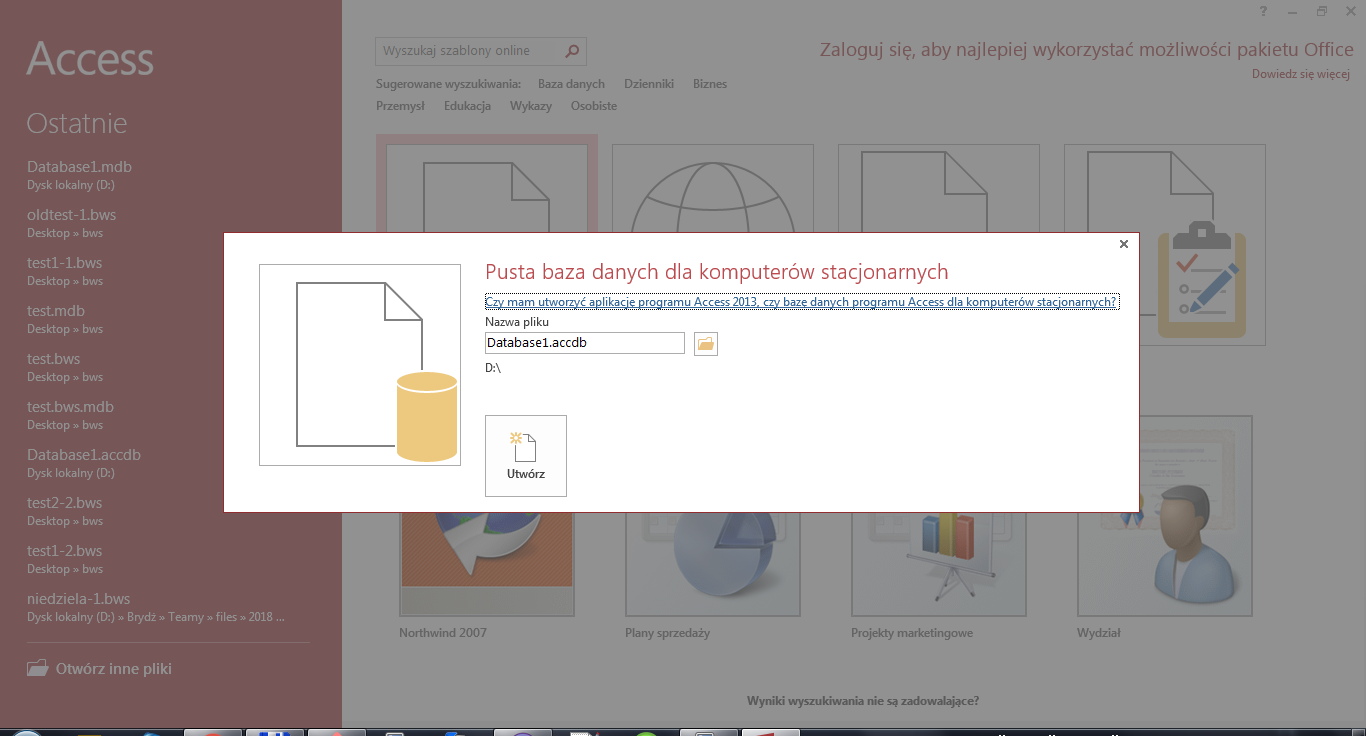 Access
Ostatnie
Database1.mdb
Dysk lokalny (D:)
oldtest-1.bws
Desktop » bws
test1-1.bws
Desktop » bws
test.mdb
Desktop » bws
test.bws
Desktop » bws
test.bws.mdb
Desktop » bws
Database1.accdb
Dysk lokalny (D:)
test2-2.bws
Desktop » bws
test1-2.bws
Desktop » bws
niedziela-1.bws
Dysk lokalny (D:) » Brydż » Teamy » files » 2018 ...
Otwórz inne pliki
?
Wyszukaj szablony online
Zaloguj się, aby najlepiej wykorzystać możliwości pakietu Office
Dowiedz się więcej
Sugerowane wyszukiwania: Baza danych Dzienniki Biznes
Przemysł Edukacja Wykazy Osobiste
Pusta baza danych dla komputerów stacjonarnych
Czy mam utworzyć aplikację programu Access 2013, czy bazę danych programu Access dla komputerów stacjonarnych?
Nazwa pliku
Database1.accdb
D:\
Utwórz
Northwind 2007
Plany sprzedaży
Projekty marketingowe
Wydział
Wyniki wyszukiwania nie są zadowalające?